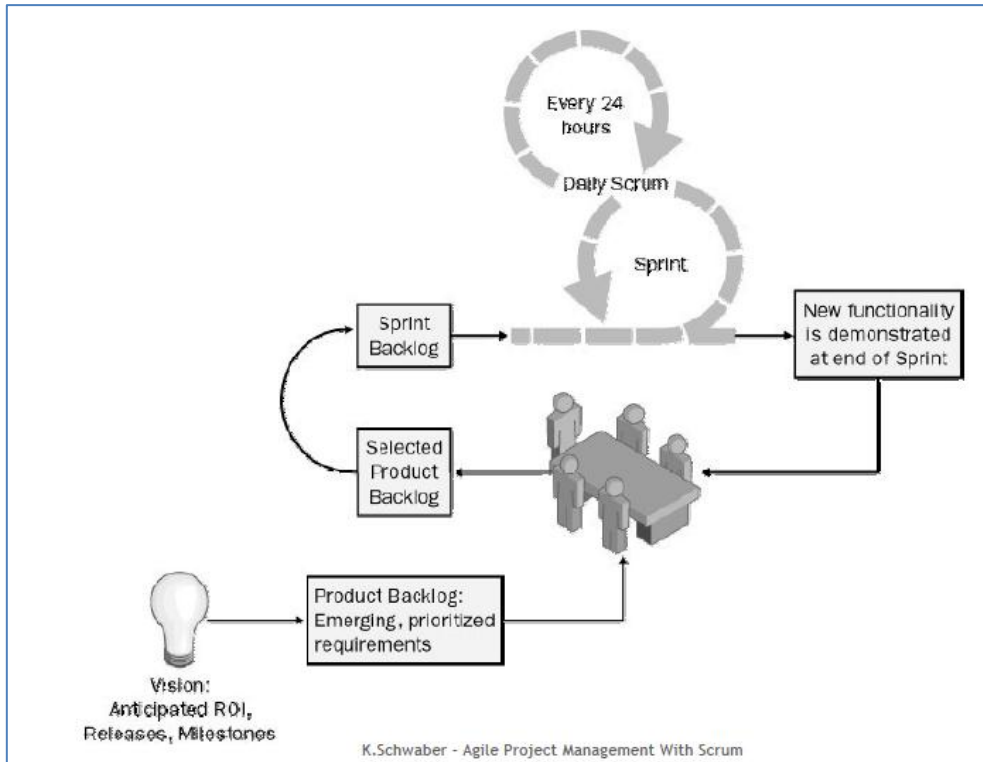 Every 24
hours
Daily Scrum
Sprint
Sprint
Backlog
New functionality
is demonstrated
at end of Sprint
Selected
Product
Backlog
Product Backlog:
Emerging, prioritized
requirements
Vision:
Anticipated ROI,
Releases, Milestones
K.Schwaber - Agile Project Management With Scrum